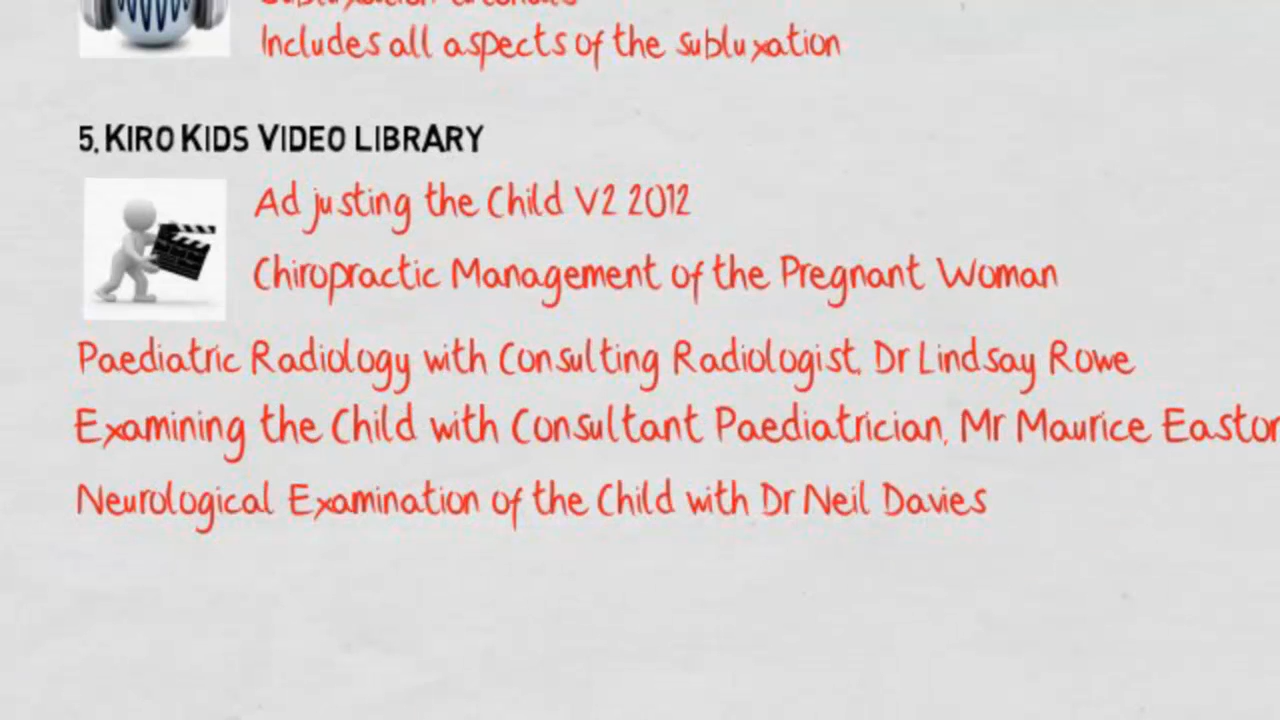 Includes all aspects of the subluxation
5. KIRO KIDS VIDEO LIBRARY
Adjusting the Child V2 2012
Chiropractic Management of the Pregnant Woman
Paediatric Radiology with Consulting Radiologist, Dr Lindsay Rowe
Examining the Child with Consultant Paediatrician, Mr Maurice
Neurological Examination of the Child with Dr Neil Davies